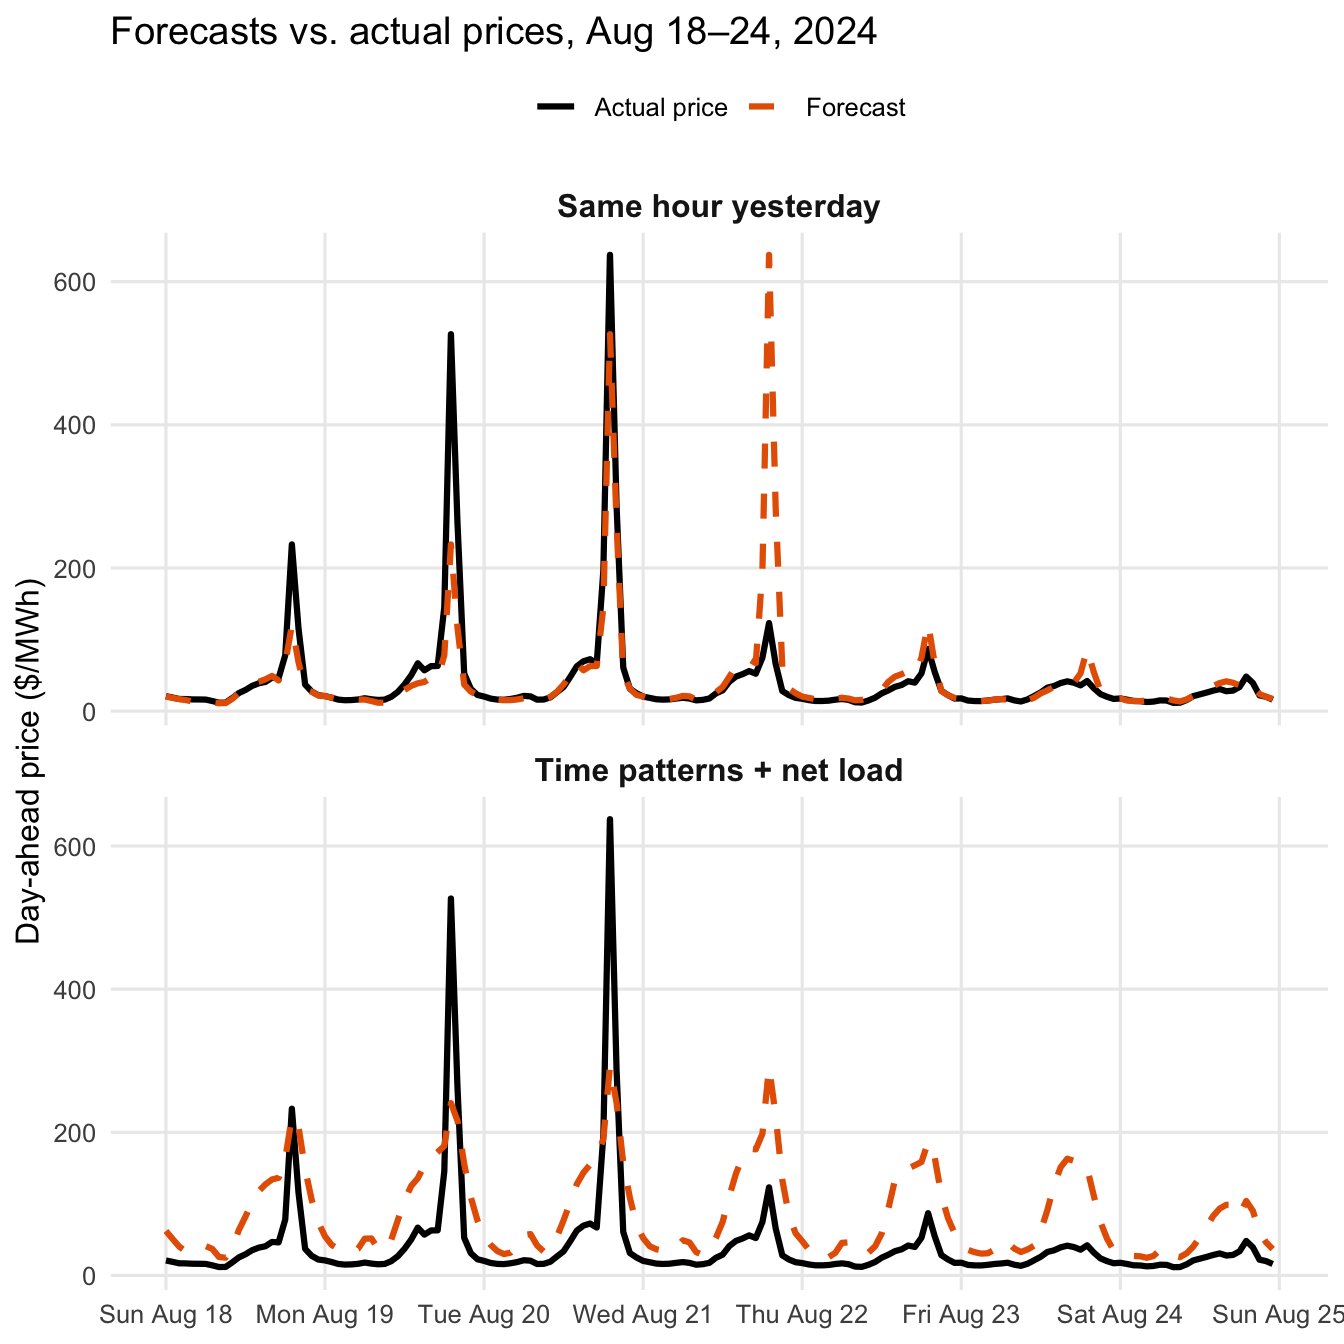 Forecasts vs. actual prices, Aug 18–24, 2024
Actual price Forecast
Same hour yesterday
600
400
200
0
Day-ahead price ($/MWh)
Time patterns + net load
600
400
200
0
Sun Aug 18 Mon Aug 19 Tue Aug 20 Wed Aug 21 Thu Aug 22 Fri Aug 23 Sat Aug 24 Sun Aug 25